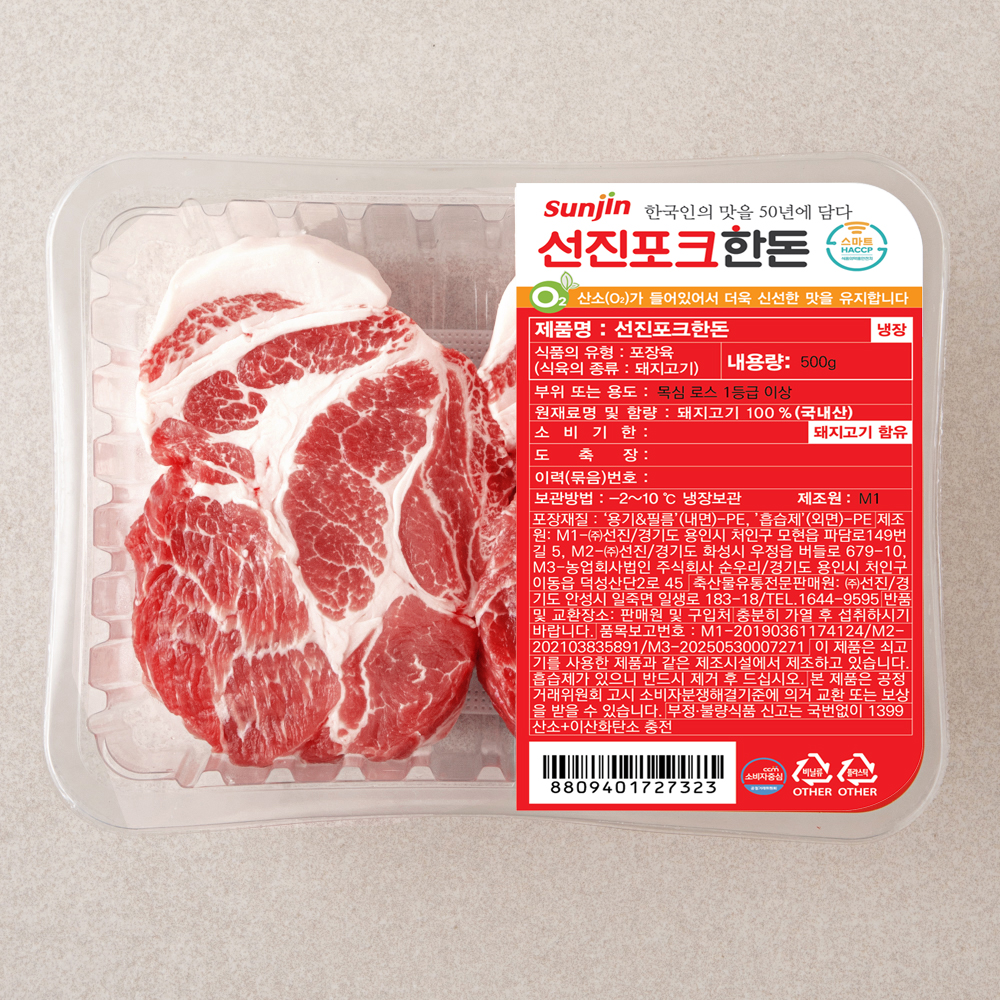 sunjin 한국인의 맛을 50년에 담다
선진포크한돈
스마트
HACCP
O2 산소(O₂)가 들어있어서 더욱 신선한 맛을 유지합니다
제품명 : 선진포크한돈 냉장
식품의 유형 : 포장육
(식육의 종류 : 돼지고기)
내용량: 500g
부위 또는 용도 : 목심 로스 1등급 이상
원재료명 및 함량 : 돼지고기 100%(국내산)
소 비 기 한 : 돼지고기 함유
도 축 장 :
이력(묶음)번호 :
보관방법 : -2~10℃ 냉장보관 제조원 : M1
포장재질 : '용기&필름'(내면)-PE, '흡습제'(외면)-PE 제조
원: M1-㈜선진/경기도 용인시 처인구 모현읍 파담로149번
길 5, M2-㈜선진/경기도 화성시 우정읍 버들로 679-10,
M3-농업회사법인 주식회사 순우리/경기도 용인시 처인구
이동읍 덕성산단2로 45 축산물유통전문판매원: ㈜선진/경
기도 안성시 일죽면 일생로 183-18/TEL.1644-9595 반품
및 교환장소: 판매원 및 구입처 충분히 가열 후 섭취하시기
바랍니다. 품목보고번호 : M1-20190361174124/M2-
202103835891/M3-20250530007271 이 제품은 쇠고
기를 사용한 제품과 같은 제조시설에서 제조하고 있습니다.
흡습제가 있으니 반드시 제거 후 드십시오. 본 제품은 공정
거래위원회 고시 소비자분쟁해결기준에 의거 교환 또는 보상
을 받을 수 있습니다. 부정·불량식품 신고는 국번없이 1399
산소+이산화탄소 충전
8809401727323
CCM
소비자중심
비닐류
OTHER
플라스틱
OTHER